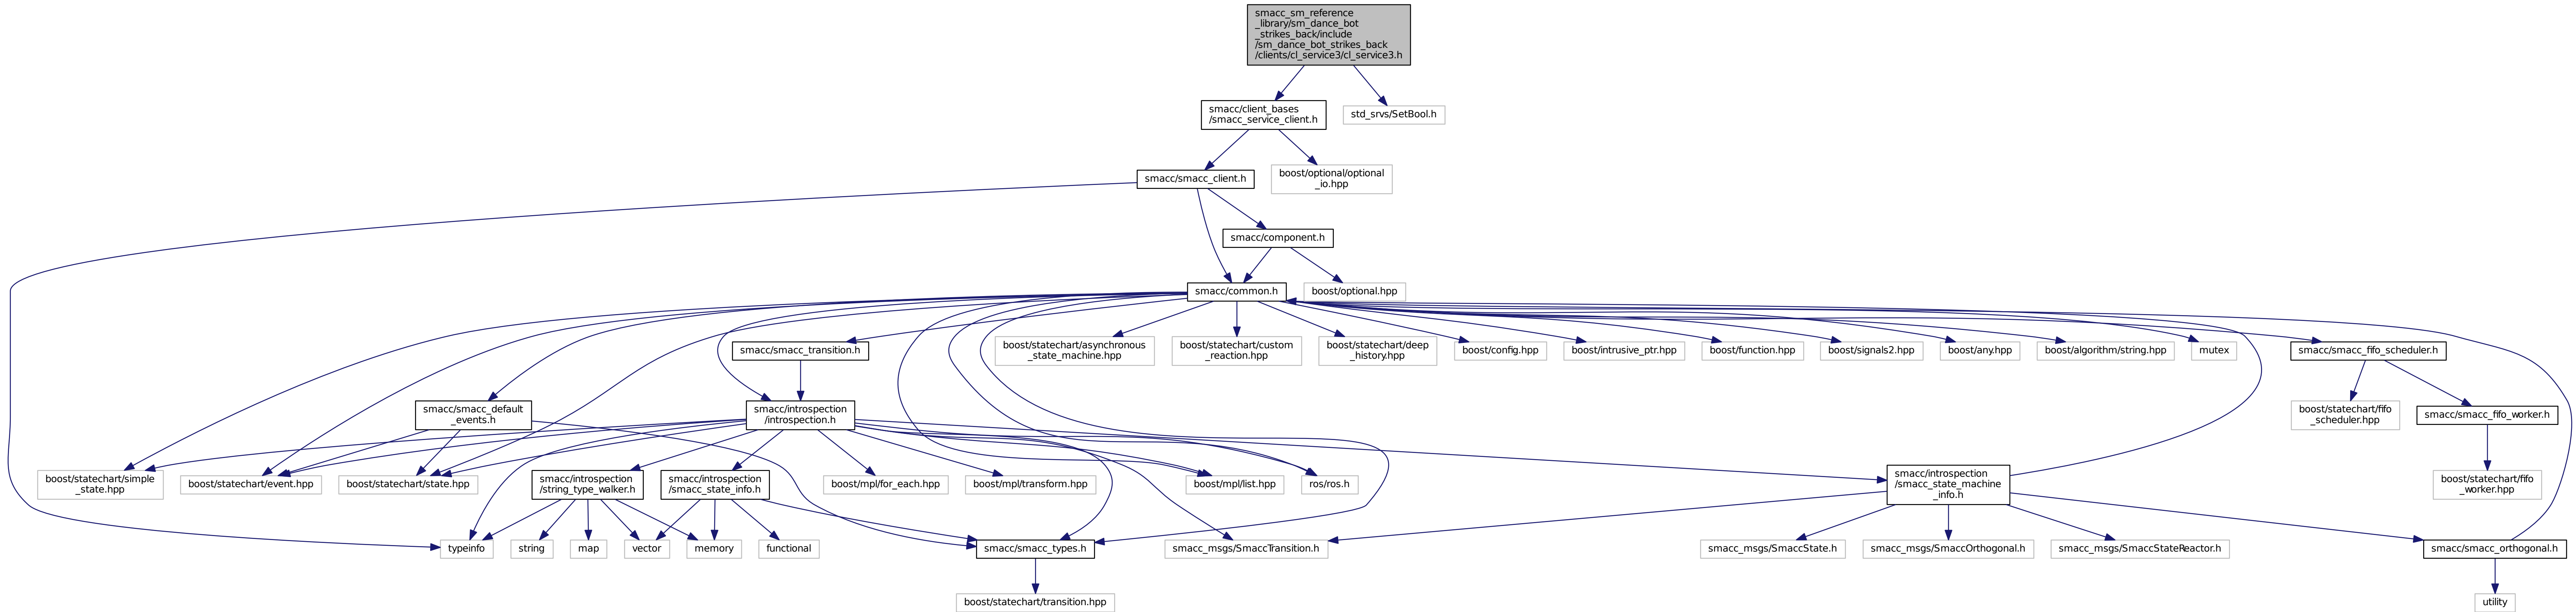 smacc_sm_reference
_library/sm_dance_bot
_strikes_back/include
/sm_dance_bot_strikes_back
/clients/cl_service3/cl_service3.h
smacc/client_bases
/smacc_service_client.h
std_srvs/SetBool.h
smacc/smacc_client.h
boost/optional/optional
_io.hpp
smacc/component.h
smacc/common.h
boost/optional.hpp
smacc/smacc_transition.h
boost/statechart/asynchronous
_state_machine.hpp
boost/statechart/custom
_reaction.hpp
boost/statechart/deep
_history.hpp
boost/config.hpp
boost/intrusive_ptr.hpp
boost/function.hpp
boost/signals2.hpp
boost/any.hpp
boost/algorithm/string.hpp
mutex
smacc/smacc_fifo_scheduler.h
smacc/smacc_default
_events.h
smacc/introspection
/introspection.h
boost/statechart/fifo
_scheduler.hpp
smacc/smacc_fifo_worker.h
boost/statechart/simple
_state.hpp
boost/statechart/event.hpp
boost/statechart/state.hpp
smacc/introspection
/string_type_walker.h
smacc/introspection
/smacc_state_info.h
boost/mpl/for_each.hpp
boost/mpl/transform.hpp
boost/mpl/list.hpp
ros/ros.h
smacc/introspection
/smacc_state_machine
_info.h
boost/statechart/fifo
_worker.hpp
typeinfo
string
map
vector
memory
functional
smacc/smacc_types.h
smacc_msgs/SmaccTransition.h
smacc_msgs/SmaccState.h
smacc_msgs/SmaccOrthogonal.h
smacc_msgs/SmaccStateReactor.h
smacc/smacc_orthogonal.h
boost/statechart/transition.hpp
utility